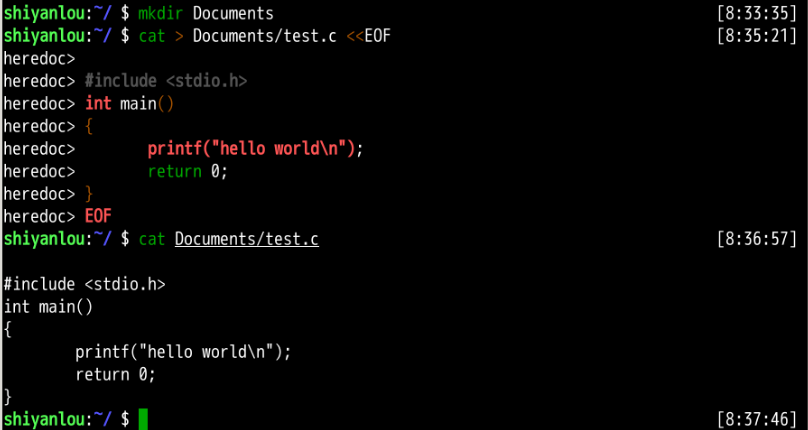 shiyanlou:~/ $ mkdir Documents [8:33:35]
shiyanlou:~/ $ cat > Documents/test.c <<EOF [8:35:21]
heredoc>
heredoc> #include <stdio.h>
heredoc> int main()
heredoc> {
heredoc>         printf("hello world\n");
heredoc>         return 0;
heredoc> }
heredoc> EOF
shiyanlou:~/ $ cat Documents/test.c [8:36:57]
#include <stdio.h>
int main()
{
        printf("hello world\n");
        return 0;
}
shiyanlou:~/ $ [8:37:46]